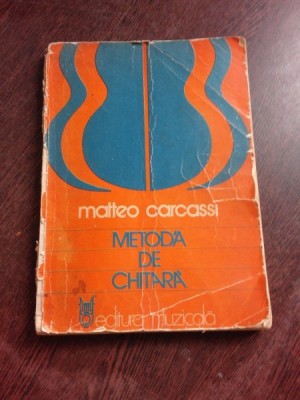 matteo carcassi
METODA
DE
CHITARĂ
editura muzicală